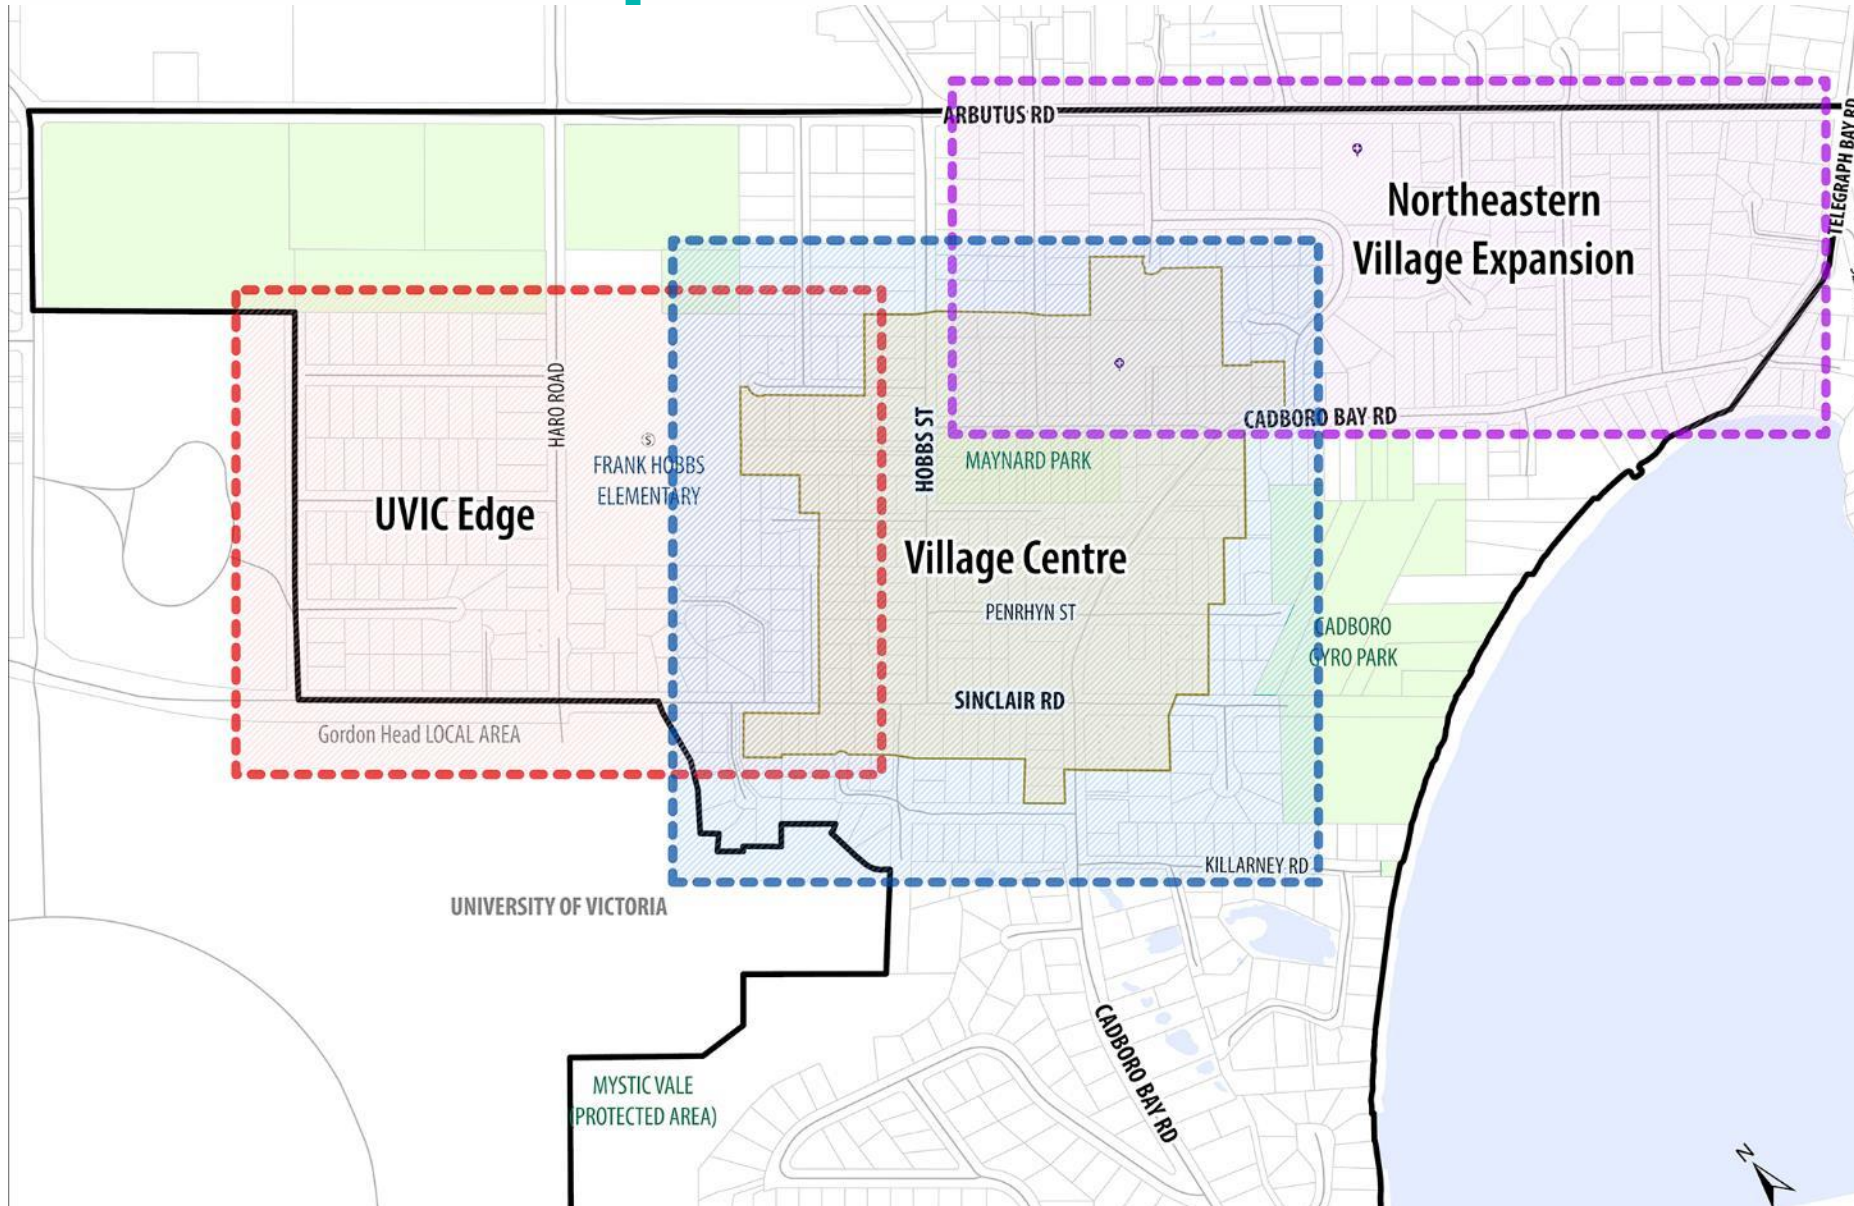 ARBUTUS RD
TELEGRAPH BAY RD
Northeastern
Village Expansion
HARO ROAD
HOBBS ST
CADBORO BAY RD
FRANK HOBBS
ELEMENTARY
S
MAYNARD PARK
UVIC Edge
Village Centre
PENRHYN ST
CADBORO
GYRO PARK
SINCLAIR RD
Gordon Head LOCAL AREA
KILLARNEY RD
UNIVERSITY OF VICTORIA
CADBORO BAY RD
MYSTIC VALE
(PROTECTED AREA)
N